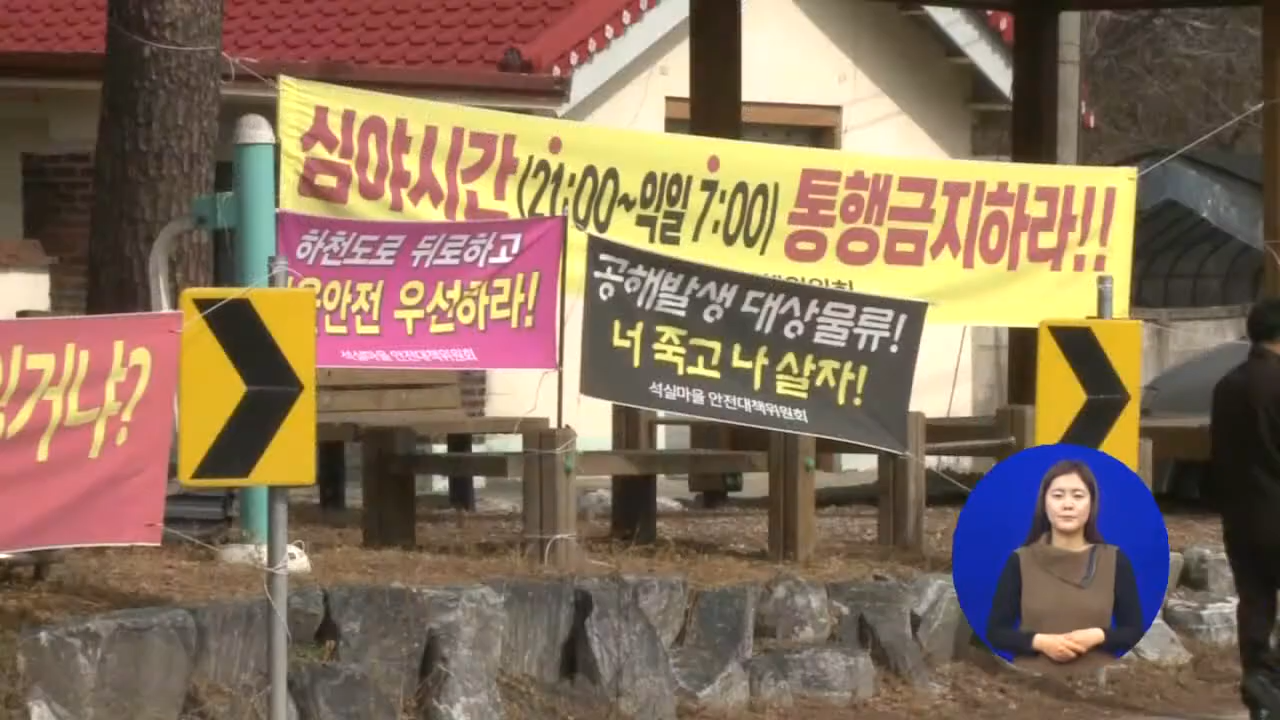 심야시간(21:00~익일 7:00) 통행금지하라!!
하천도로 뒤로하고
안전 우선하라!
석실마을 안전대책위원회
공해발생 대상물류!
너 죽고 나 살자!
석실마을 안전대책위원회